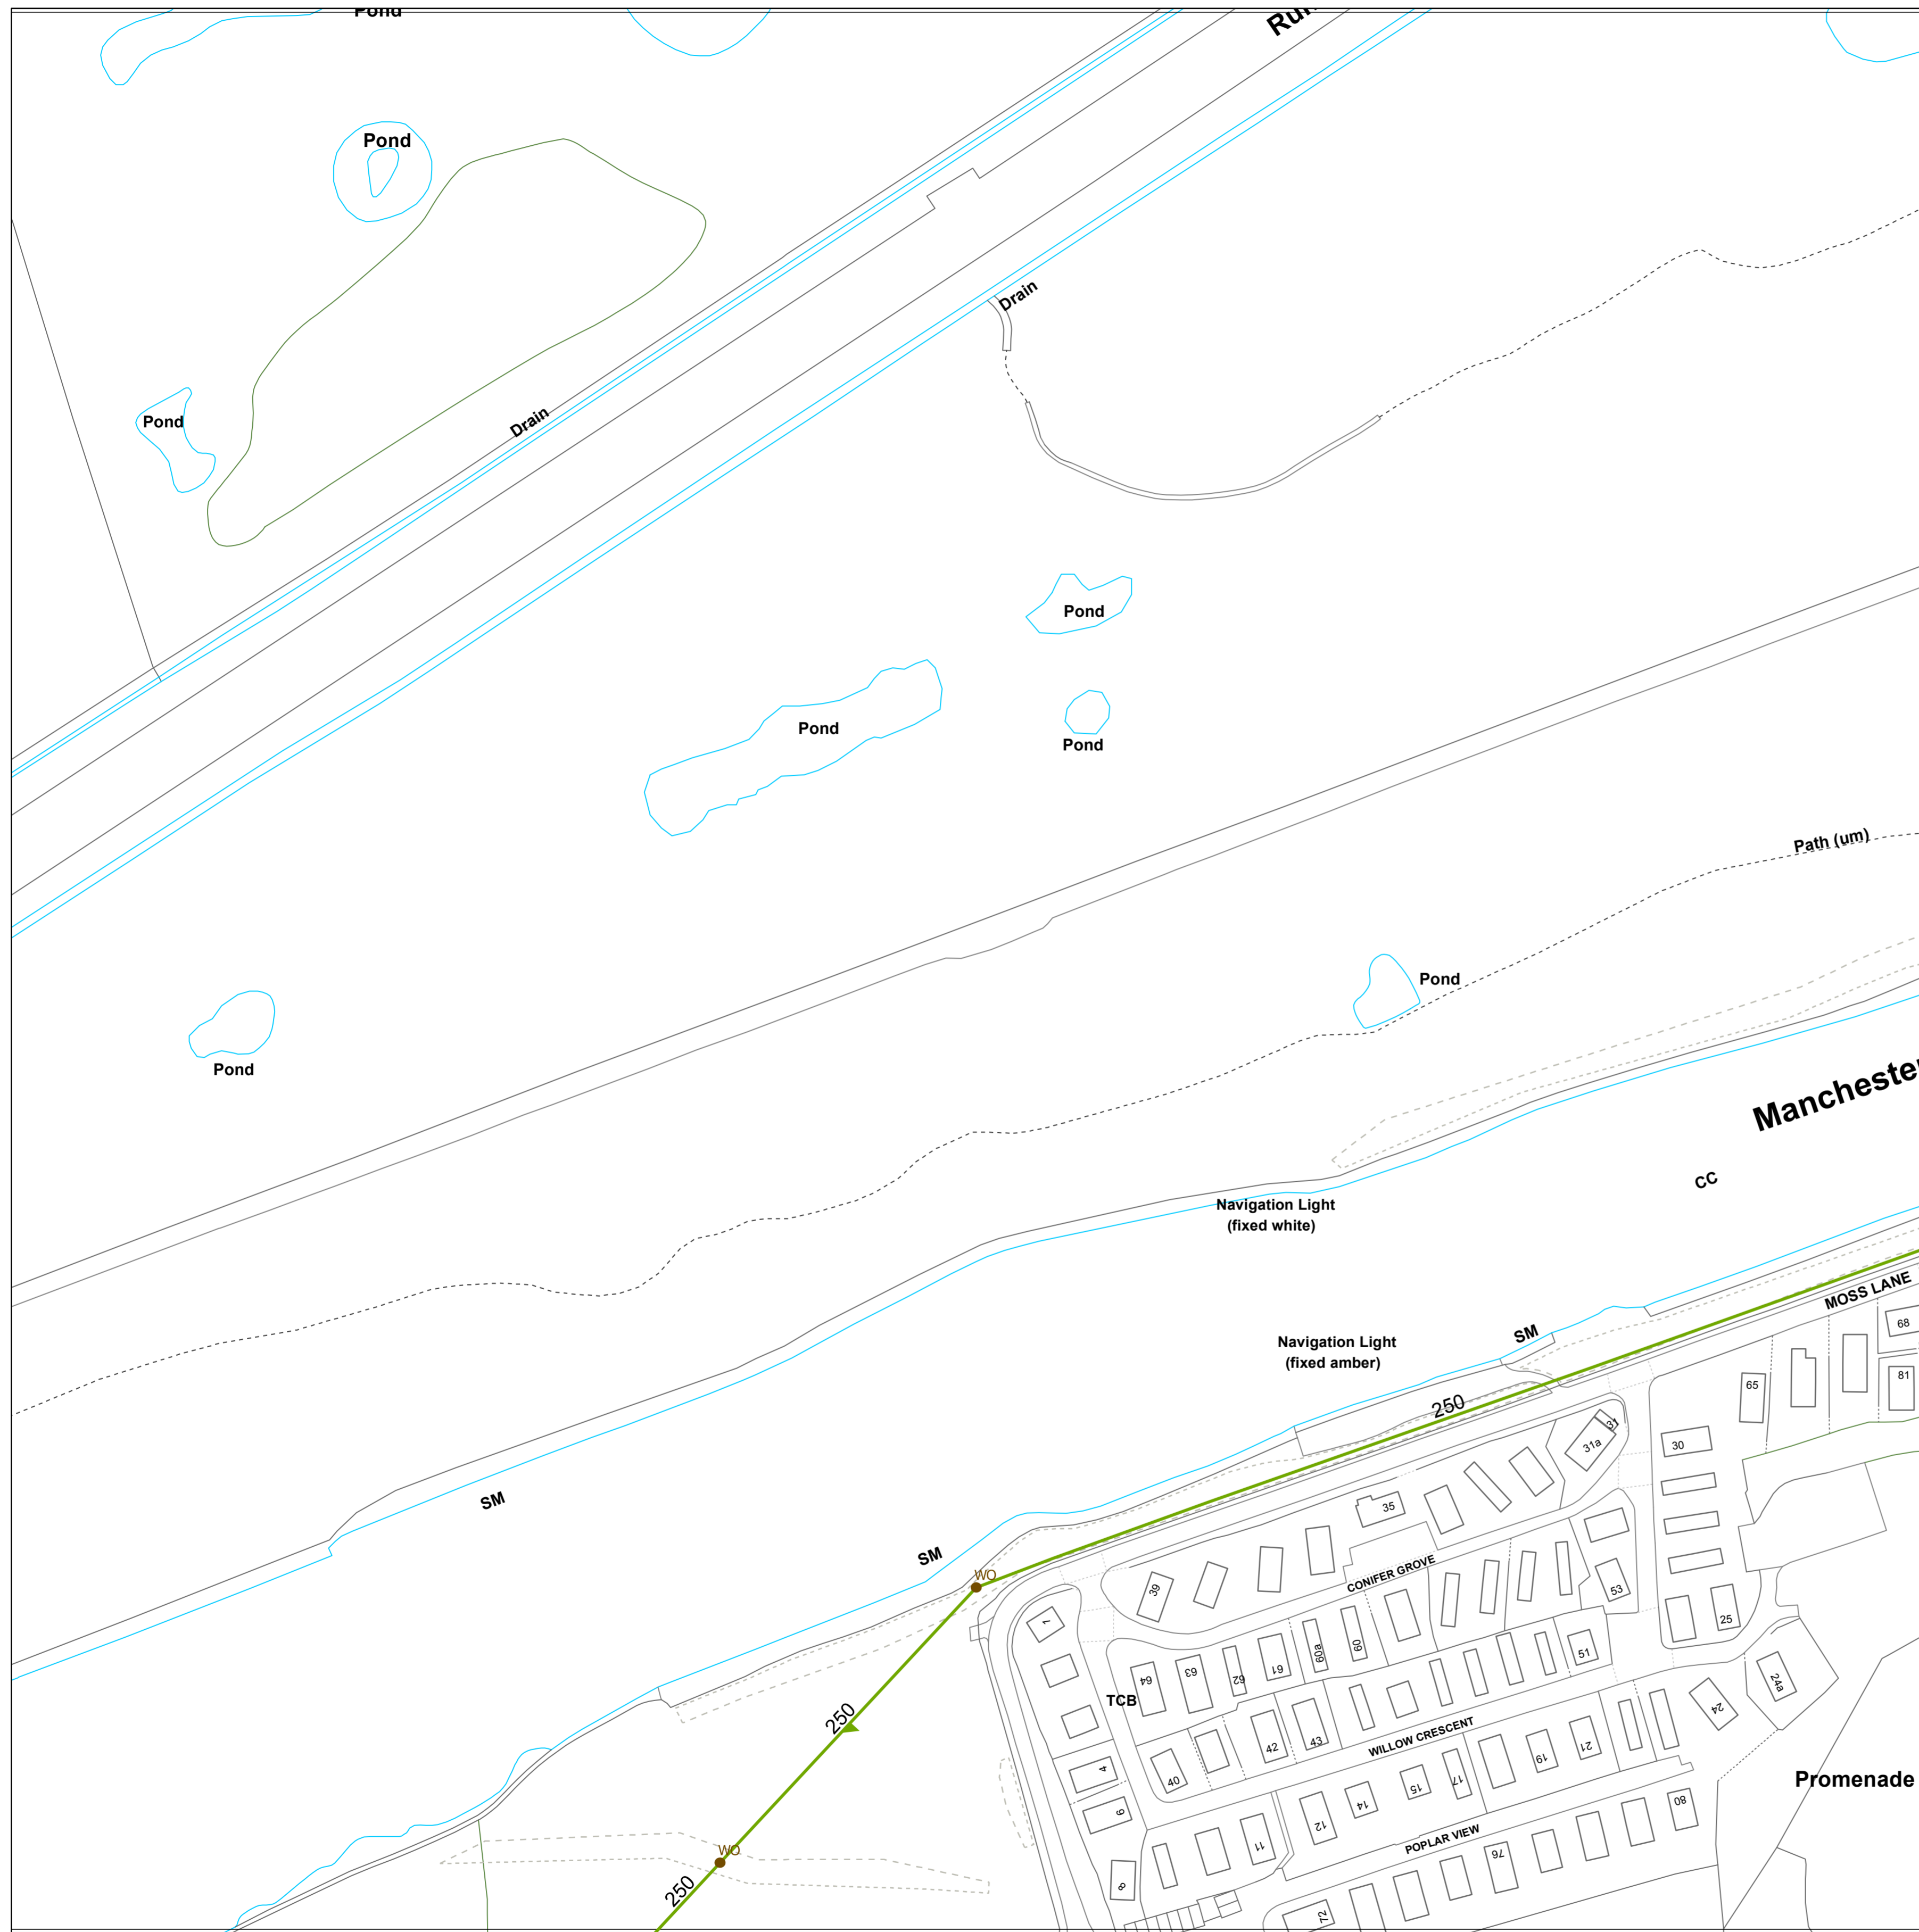 Pond
Pond
Drain
Pond
Drain
Pond
Pond
Pond
Path (um)
Pond
Pond
Manchester
CC
Navigation Light
(fixed white)
MOSS LANE
68
SM
Navigation Light
(fixed amber)
81
65
250
31
31a
30
SM
35
SM
CONIFER GROVE
WO
39
53
1
25
60
60a
61
62
63
64
51
TCB
24a
24
250
WILLOW CRESCENT
42
43
40
21
19
17
15
14
12
4
6
Promenade
80
POPLAR VIEW
11
76
WO
8
250
72